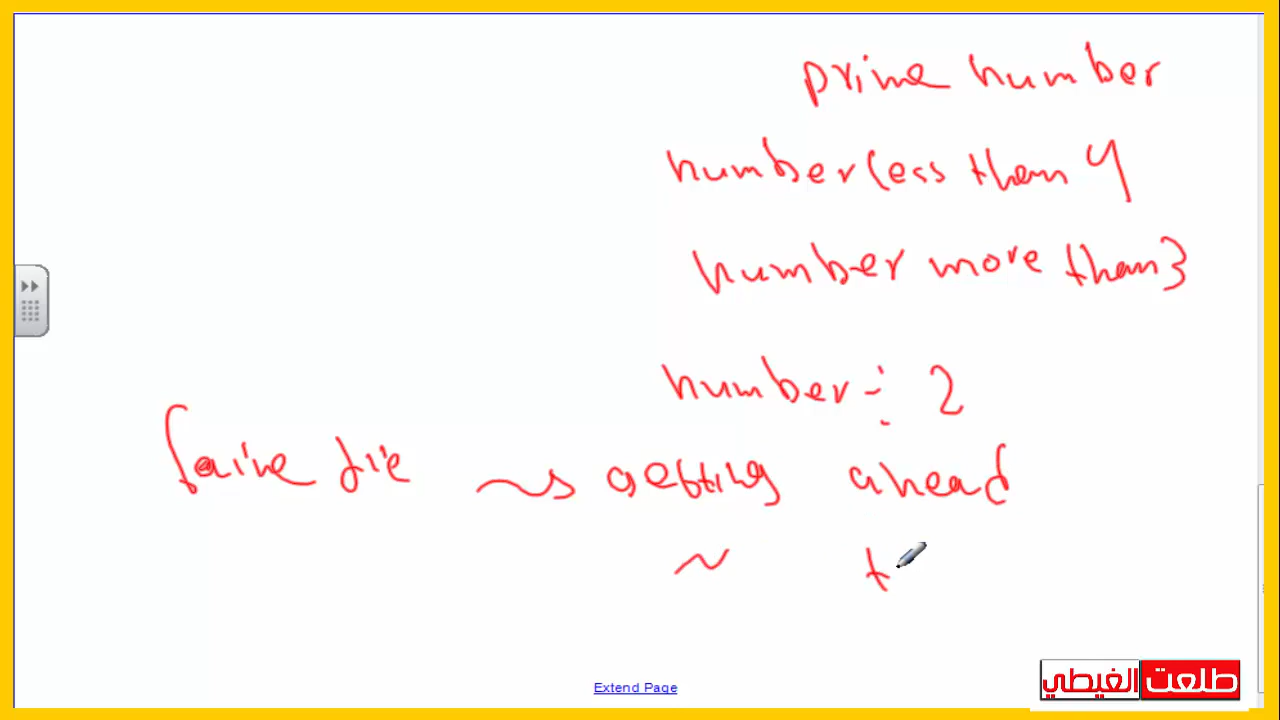 prime number
number less than 4
number more than 3
number ÷ 2
faire die ~s getting ahead
~ t
Extend Page
طلعت الغيطي